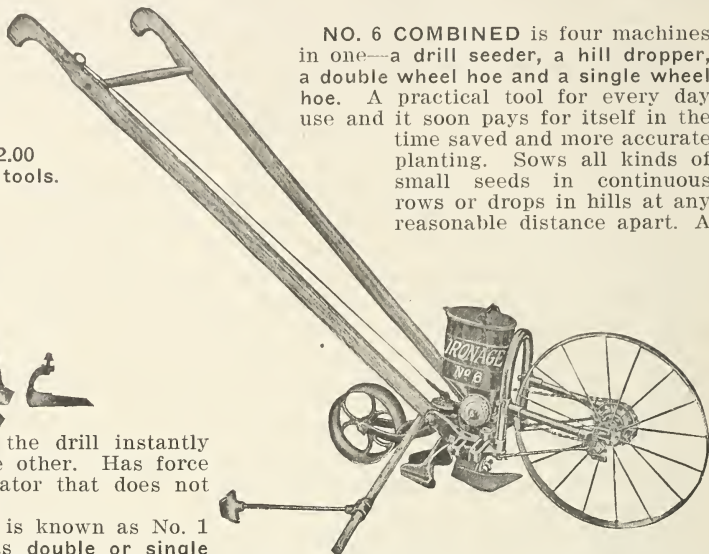 NO. 6 COMBINED is four machines
in one—a drill seeder, a hill dropper,
a double wheel hoe and a single wheel
hoe. A practical tool for every day
use and it soon pays for itself in the
time saved and more accurate
planting. Sows all kinds of
small seeds in continuous
rows or drops in hills at any
reasonable distance apart. A
2.00
tools.
IRONAGE
No 6
the drill instantly
e other. Has force
ator that does not
is known as No. 1
s double or single